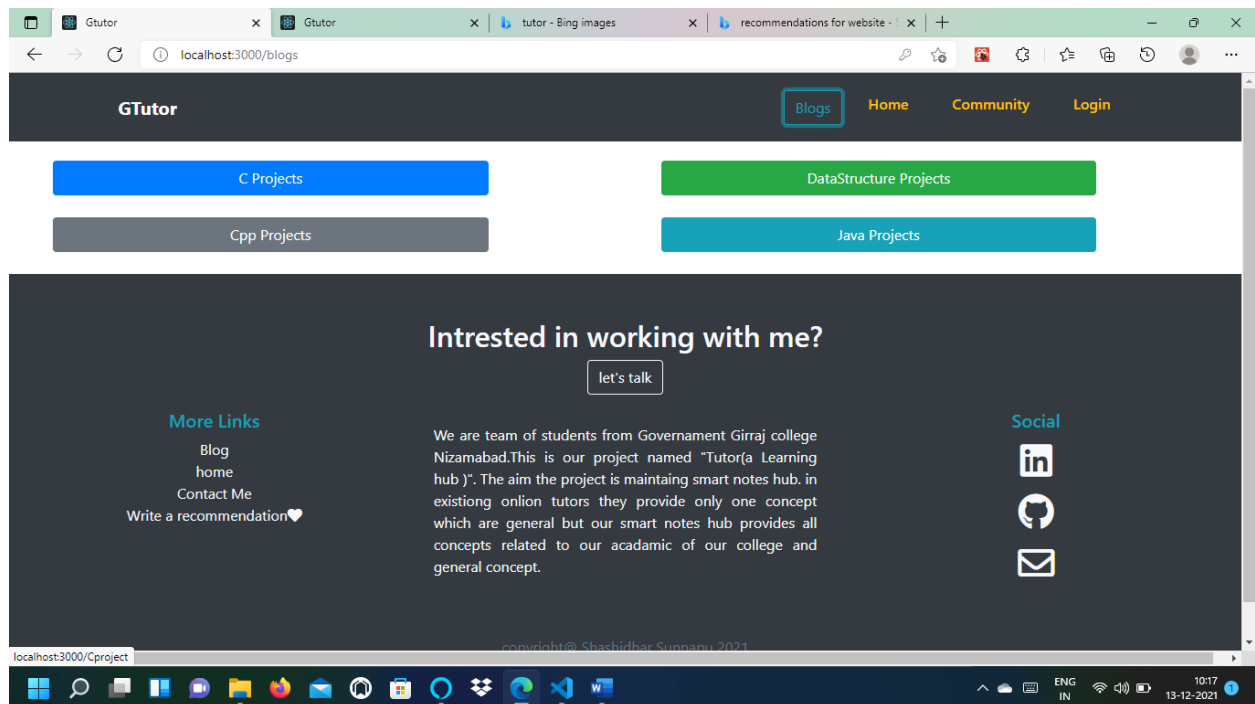 Gtutor
Gtutor
tutor - Bing images
recommendations for website -
localhost:3000/blogs
GTutor
Blogs Home Community Login
C Projects DataStructure Projects
Cpp Projects Java Projects
Intrested in working with me?
let's talk
More Links
Blog
home
Contact Me
Write a recommendation
We are team of students from Governament Girraj college
Nizamabad.This is our project named "Tutor(a Learning
hub )". The aim the project is maintaing smart notes hub. in
existiong onlion tutors they provide only one concept
which are general but our smart notes hub provides all
concepts related to our acadamic of our college and
general concept.
Social
in
copyright@ Shashidhar Sunnapu 2021
localhost:3000/Cproject
ENG
IN
10:17
13-12-2021
1